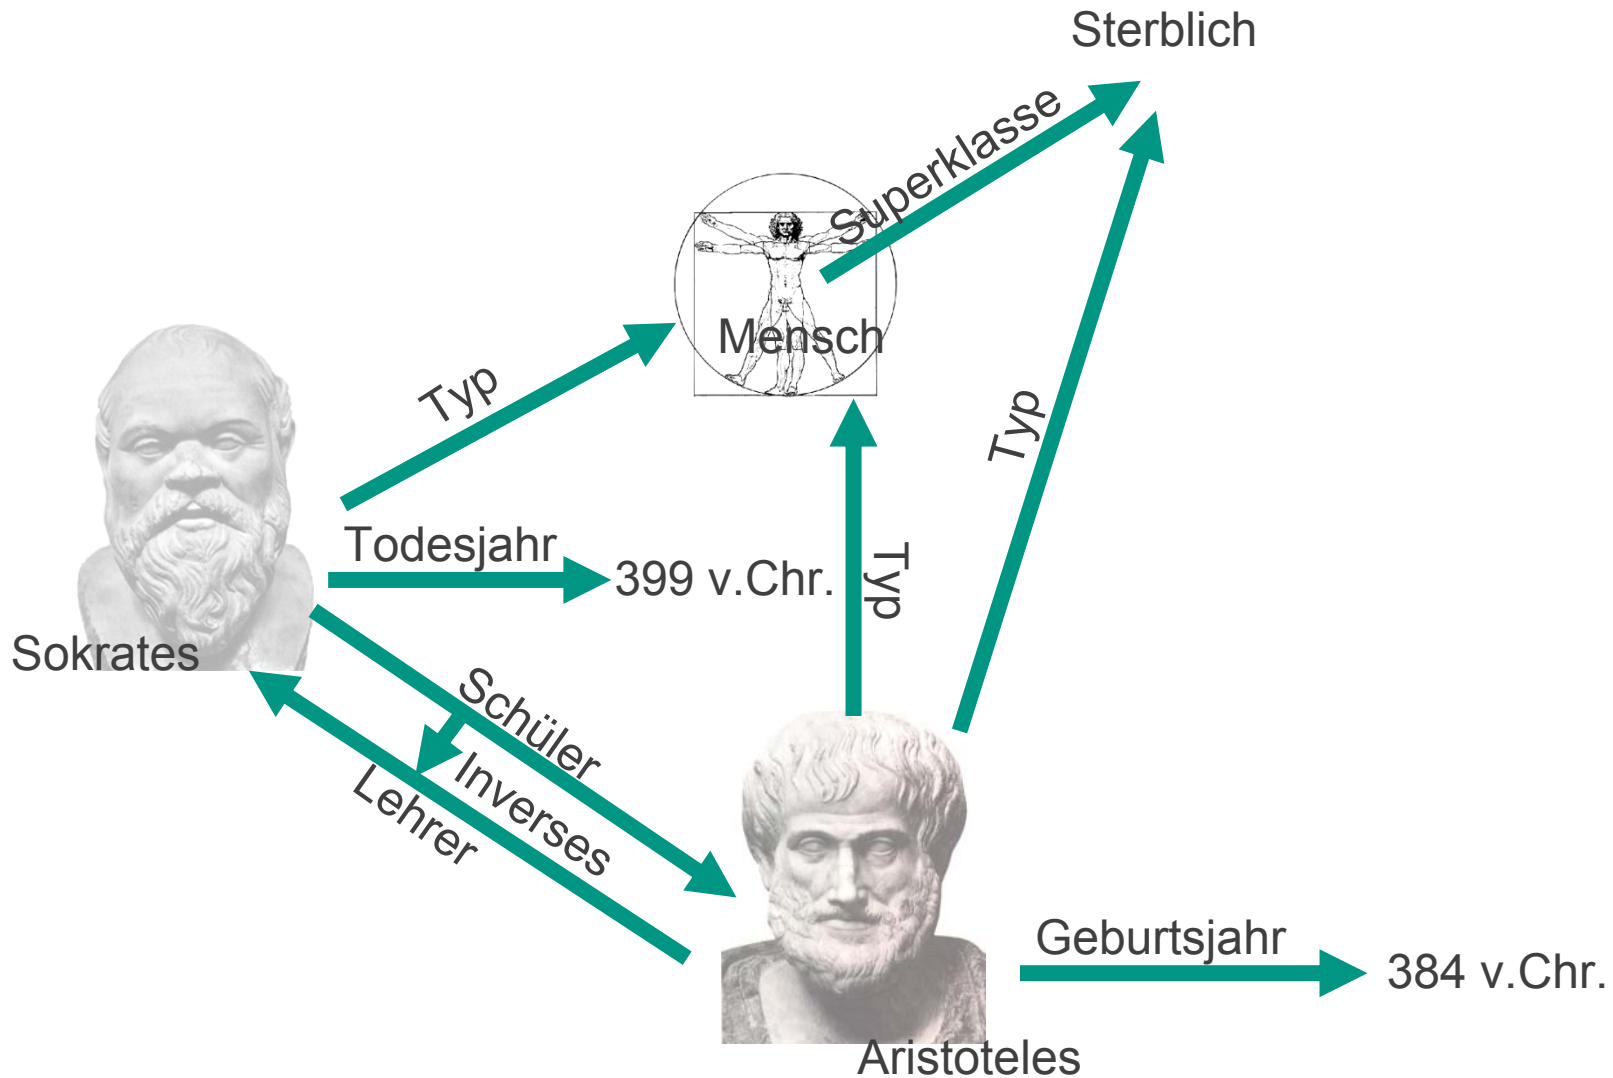 Sterblich
Superklasse
Mensch
Typ
Typ
Todesjahr
399 v.Chr.
Typ
Sokrates
Schüler
Inverses
Lehrer
Geburtsjahr
384 v.Chr.
Aristoteles